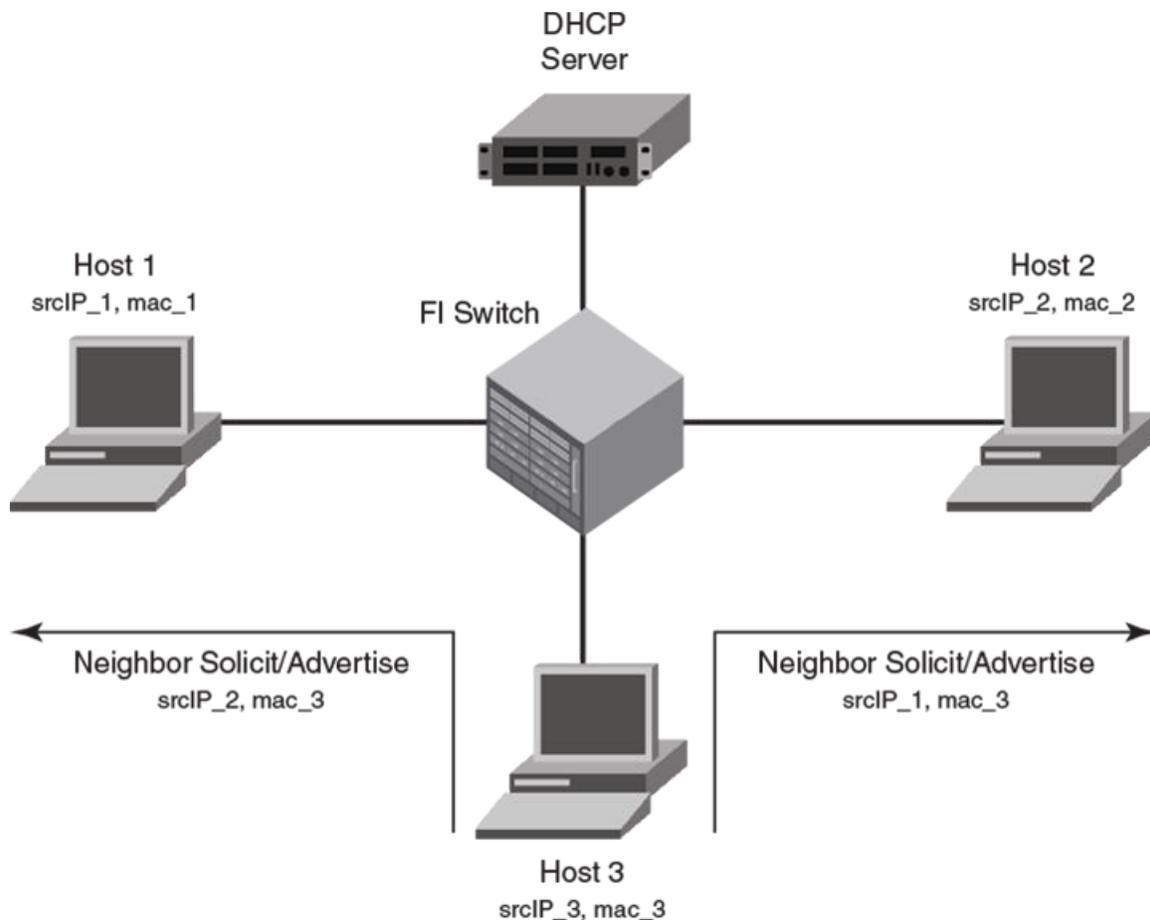 DHCP
Server
Host 1
srcIP_1, mac_1
FI Switch
Host 2
srcIP_2, mac_2
Neighbor Solicit/Advertise
srcIP_2, mac_3
Neighbor Solicit/Advertise
srcIP_1, mac_3
Host 3
srcIP_3, mac_3